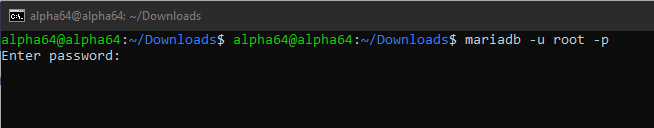 alpha64@alpha64: ~/Downloads
alpha64@alpha64:~/Downloads$ alpha64@alpha64:~/Downloads$ mariadb -u root -p
Enter password: